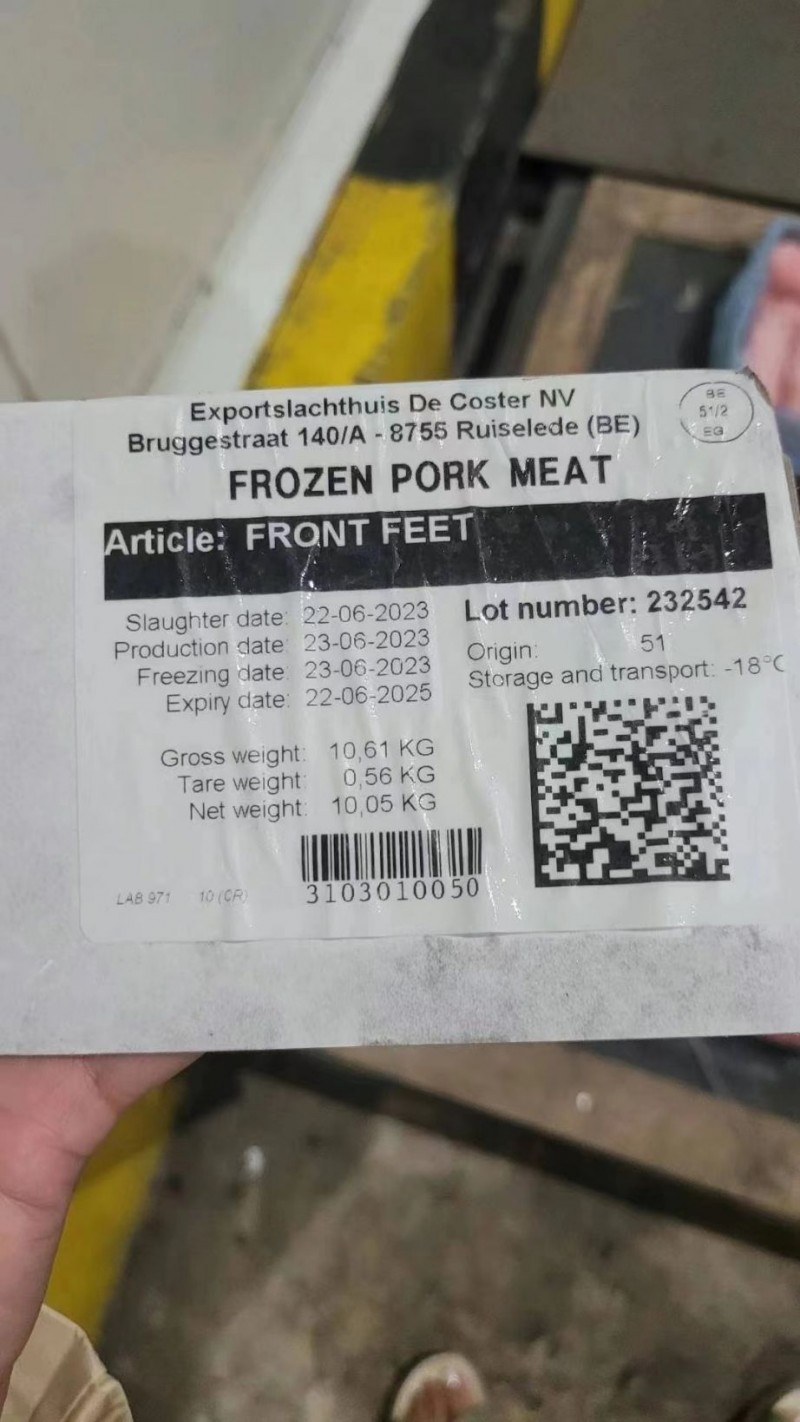 Exportslachthuis De Coster NV
Bruggestraat 140/A - 8755 Ruiselede (BE)
BE
51/2
EG
FROZEN PORK MEAT
Article: FRONT FEET
Slaughter date: 22-06-2023
Production date: 23-06-2023
Freezing date: 23-06-2023
Expiry date: 22-06-2025
Lot number: 232542
Origin: 51
Storage and transport: -18°C
Gross weight: 10,61 KG
Tare weight: 0,56 KG
Net weight: 10,05 KG
3103010050
LAB 971 10 (CR)